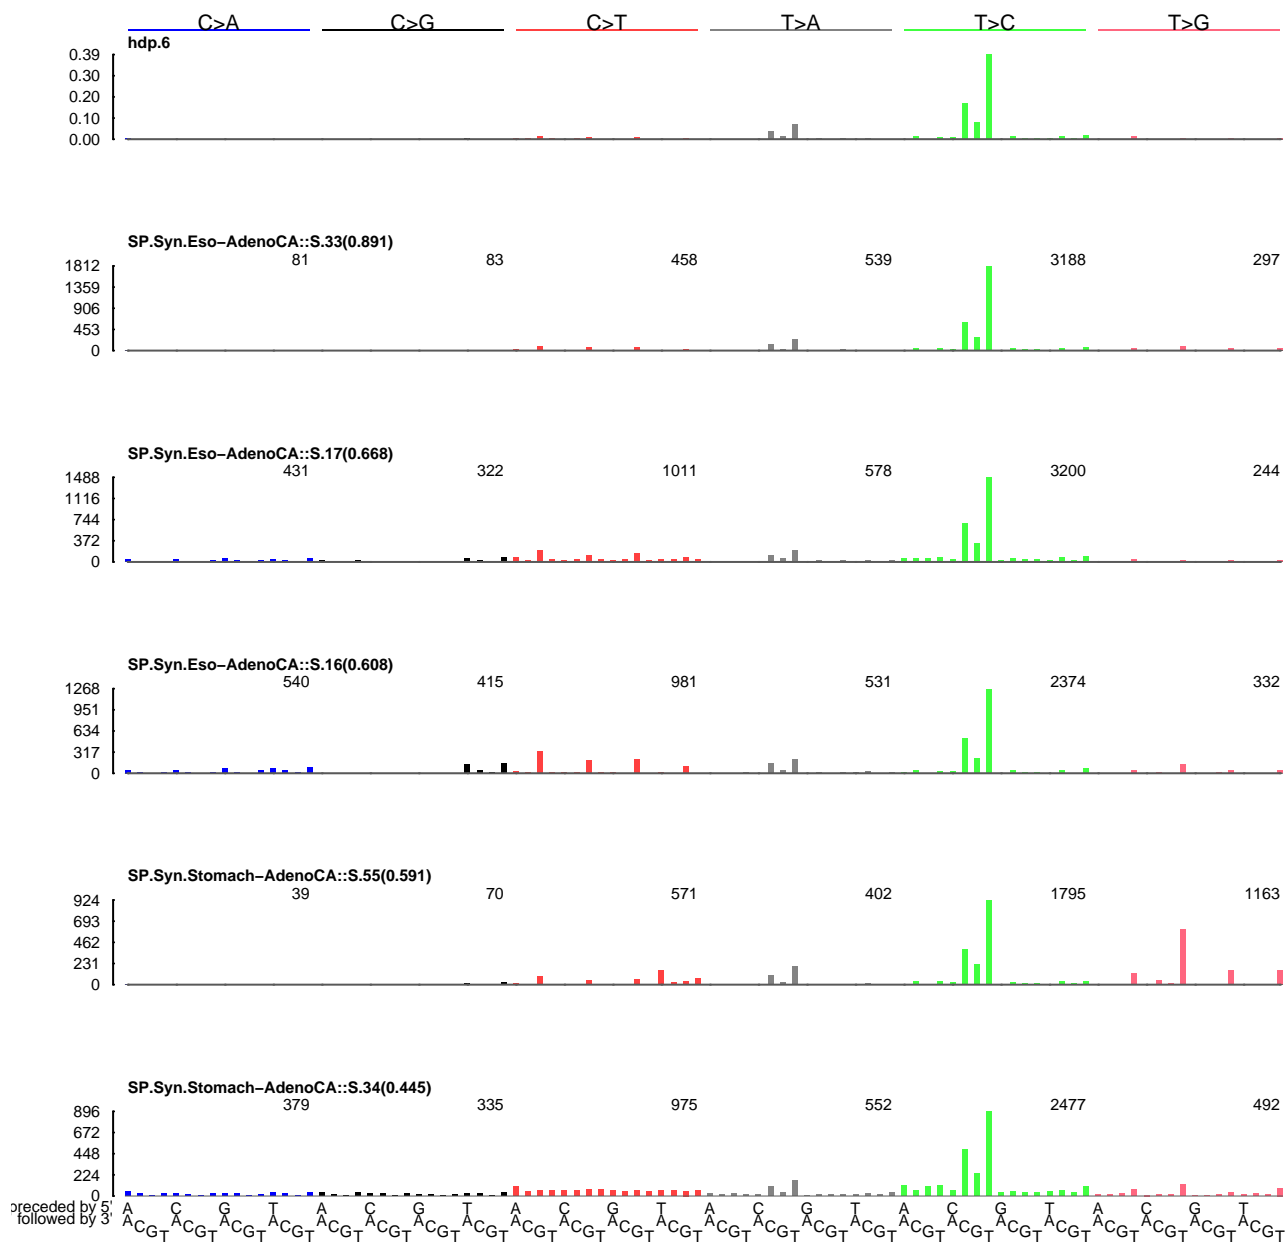 C>A C>G C>T T>A T>C T>G
hdp.6
0.39
0.30
0.20
0.10
0.00
SP.Syn.Eso−AdenoCA::S.33(0.891)
81 83 458 539 3188 297
1812
1359
906
453
0
SP.Syn.Eso−AdenoCA::S.17(0.668)
431 322 1011 578 3200 244
1488
1116
744
372
0
SP.Syn.Eso−AdenoCA::S.16(0.608)
540 415 981 531 2374 332
1268
951
634
317
0
SP.Syn.Stomach−AdenoCA::S.55(0.591)
39 70 571 402 1795 1163
924
693
462
231
0
SP.Syn.Stomach−AdenoCA::S.34(0.445)
379 335 975 552 2477 492
896
672
448
224
0
preceded by 5' A C G T A C G T A C G T A C G T A C G T A C G T
followed by 3' A C G T A C G T A C G T A C G T A C G T A C G T A C G T A C G T A C G T A C G T A C G T A C G T A C G T A C G T A C G T A C G T A C G T A C G T A C G T A C G T A C G T A C G T A C G T A C G T